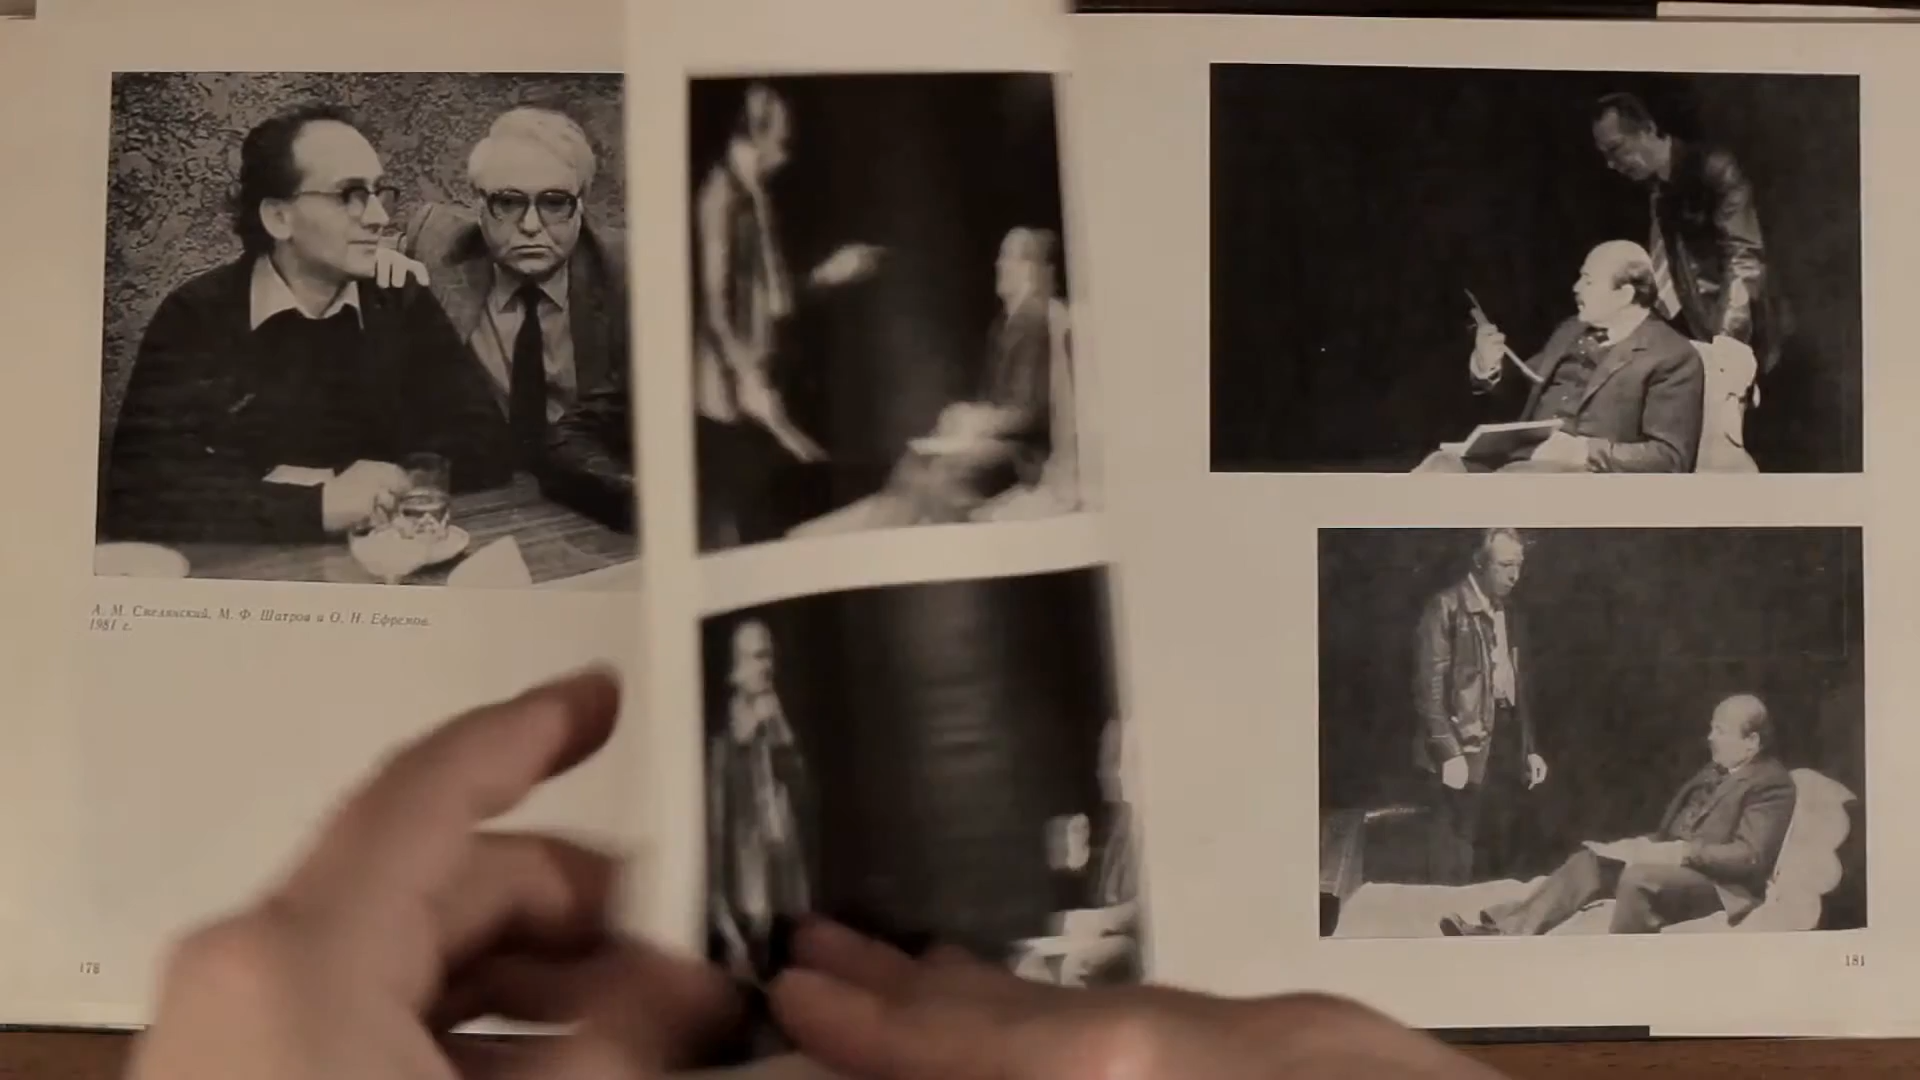 А. М. Смелянский, М. Ф. Шатров и О. Н. Ефремов.
1981 г.
178
181